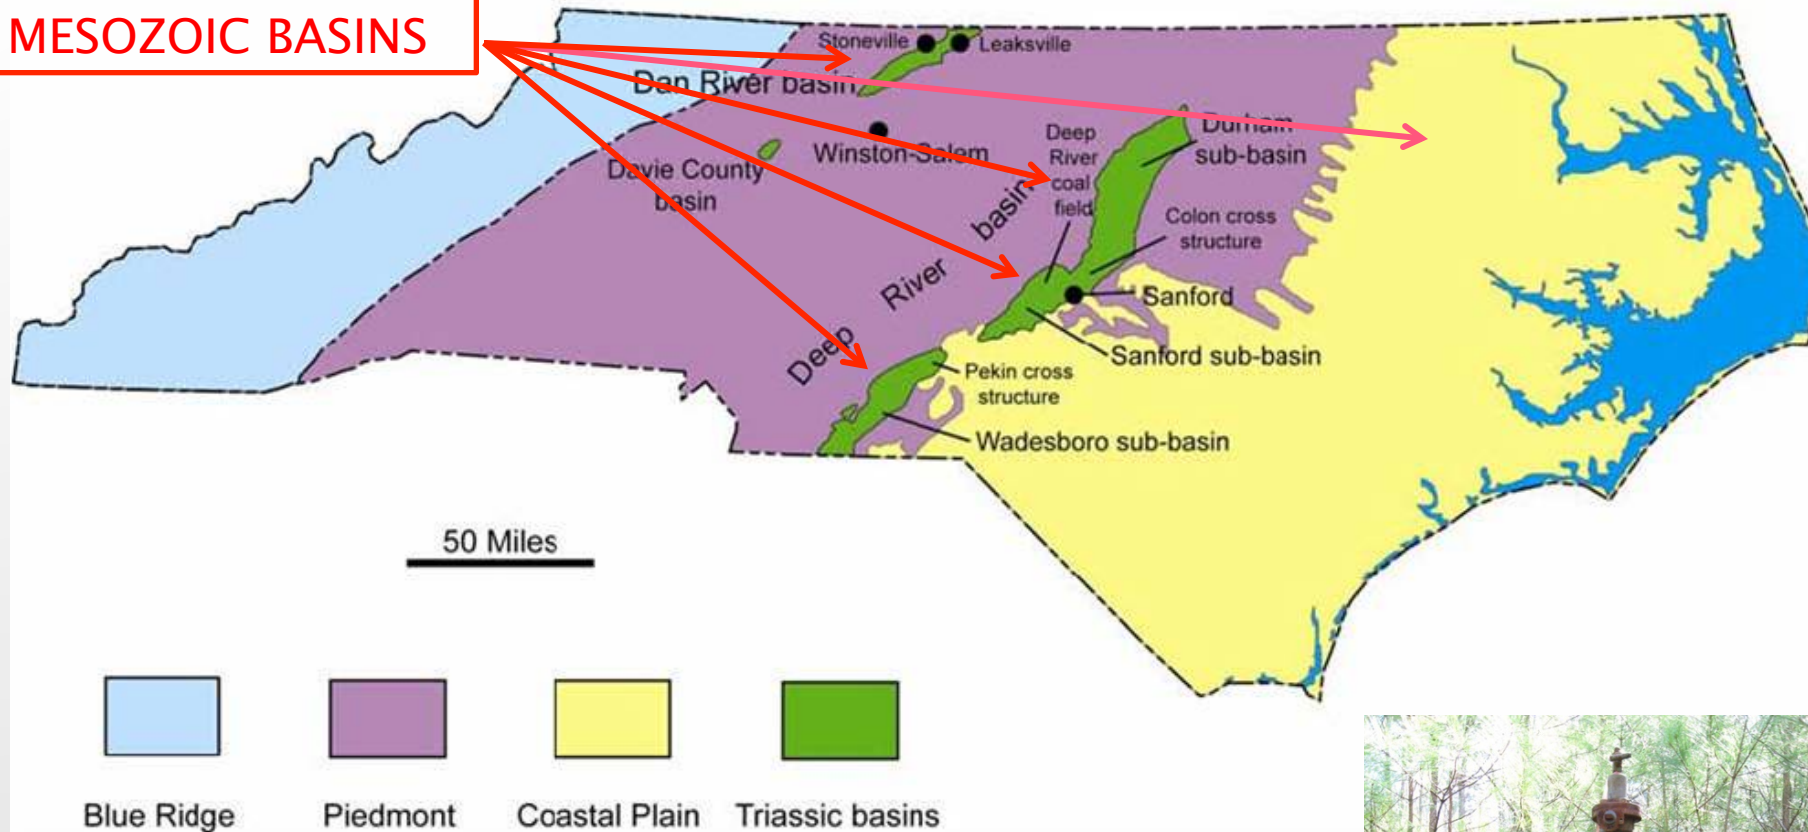 MESOZOIC BASINS
Stoneville
Leaksville
Dan River basin
Winston-Salem
Davie County
basin
Deep
River
coal
field
Durham
sub-basin
Colon cross
structure
Deep River basin
Sanford
Sanford sub-basin
Pekin cross
structure
Wadesboro sub-basin
50 Miles
Blue Ridge
Piedmont
Coastal Plain
Triassic basins